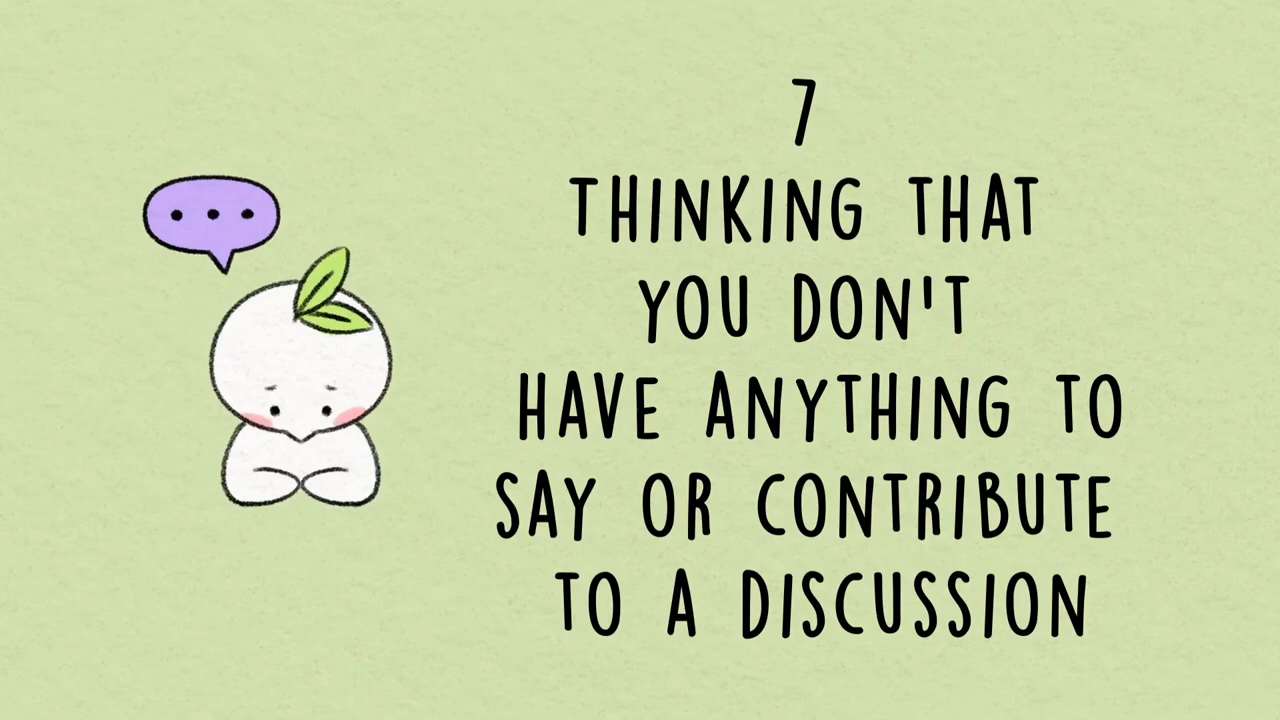 7
THINKING THAT
YOU DON'T
HAVE ANYTHING TO
SAY OR CONTRIBUTE
TO A DISCUSSION